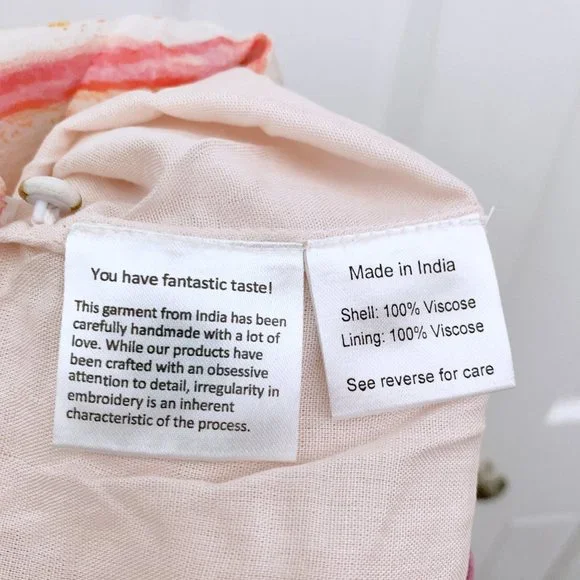 You have fantastic taste!
This garment from India has been
carefully handmade with a lot of
love. While our products have
been crafted with an obsessive
attention to detail, irregularity in
embroidery is an inherent
characteristic of the process.
Made in India
Shell: 100% Viscose
Lining: 100% Viscose
See reverse for care